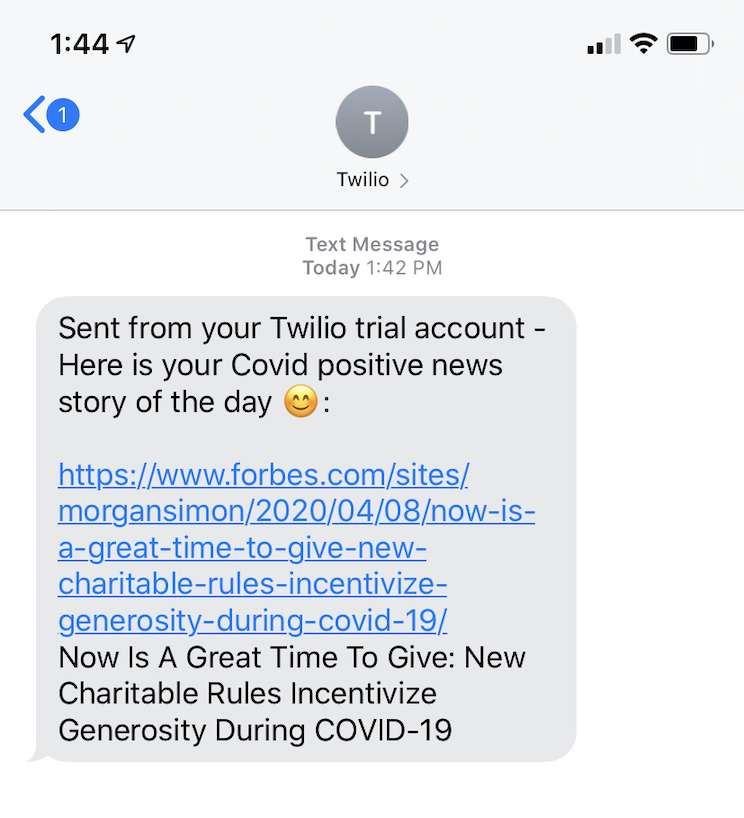 1:44
1
T
Twilio
Text Message
Today 1:42 PM
Sent from your Twilio trial account -
Here is your Covid positive news
story of the day 😊:
https://www.forbes.com/sites/
morgansimon/2020/04/08/now-is-
a-great-time-to-give-new-
charitable-rules-incentivize-
generosity-during-covid-19/
Now Is A Great Time To Give: New
Charitable Rules Incentivize
Generosity During COVID-19